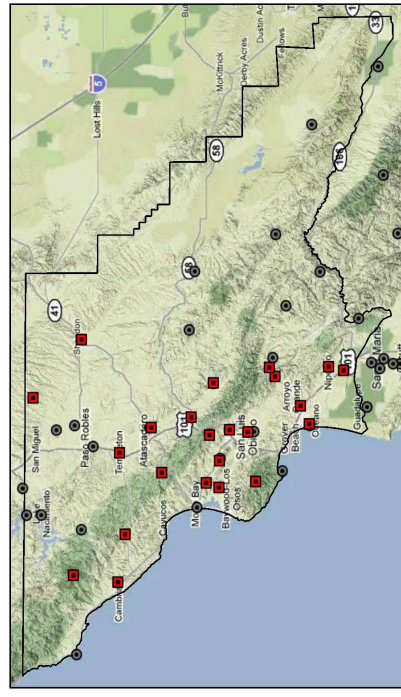 33
Dustin Ac
Fellows
Derby Acres
McKittrick
5
Lost Hills
58
166
58
41
Shandon
San Miguel
Paso Robles
Templeton
Atascadero
101
San Luis
Obispo
Arroyo
Grande
Grover
Beach
Oceano
Nipomo
101
Guadalupe
Santa Maria
Lake
Nacimiento
Cayucos
Morro
Bay
Baywood-Los
Osos
Cambria